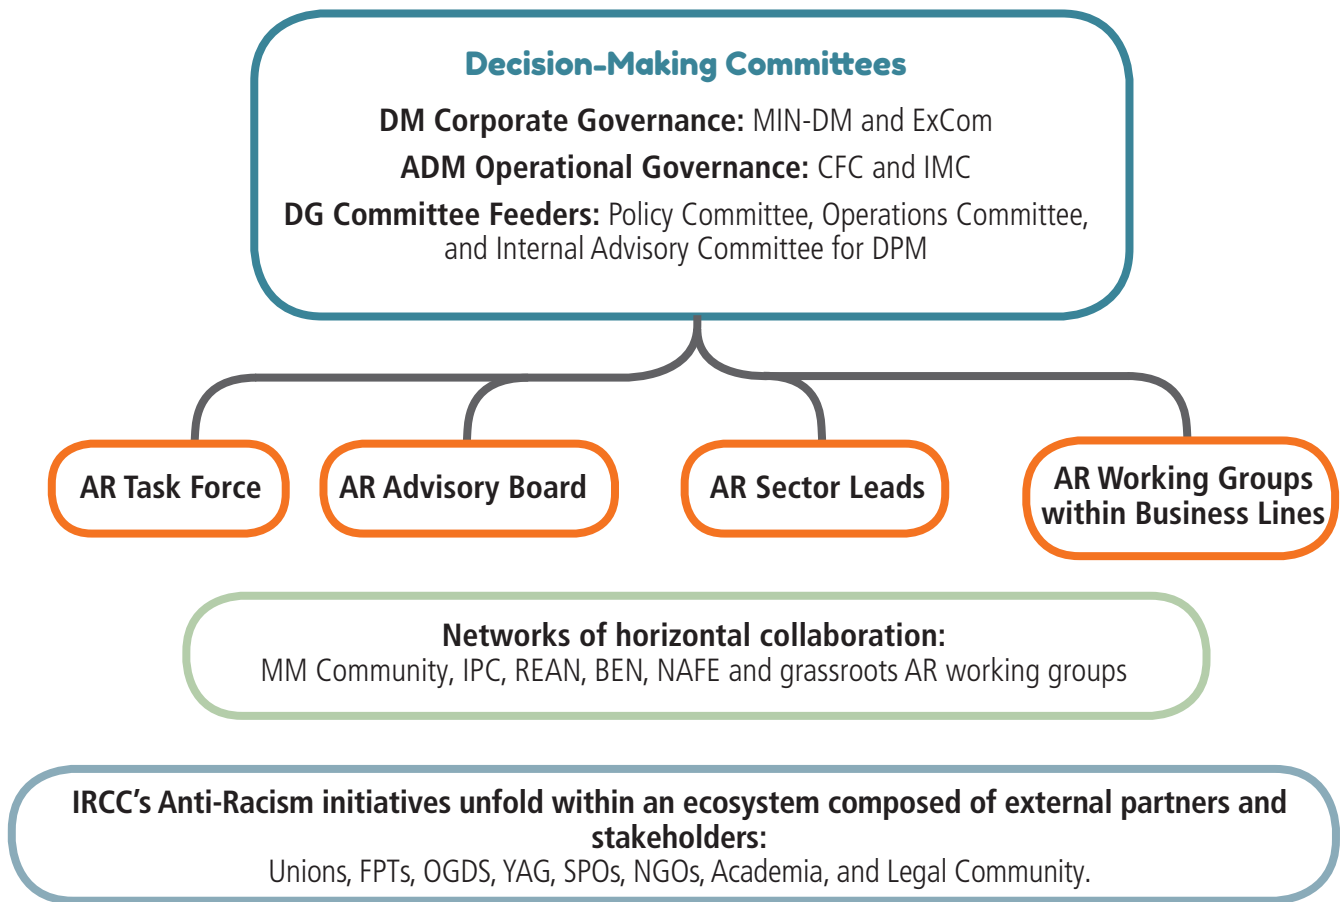 Decision-Making Committees
DM Corporate Governance: MIN-DM and ExCom
ADM Operational Governance: CFC and IMC
DG Committee Feeders: Policy Committee, Operations Committee,
and Internal Advisory Committee for DPM
AR Task Force
AR Advisory Board
AR Sector Leads
AR Working Groups
within Business Lines
Networks of horizontal collaboration:
MM Community, IPC, REAN, BEN, NAFE and grassroots AR working groups
IRCC’s Anti-Racism initiatives unfold within an ecosystem composed of external partners and
stakeholders:
Unions, FPTs, OGDS, YAG, SPOs, NGOs, Academia, and Legal Community.